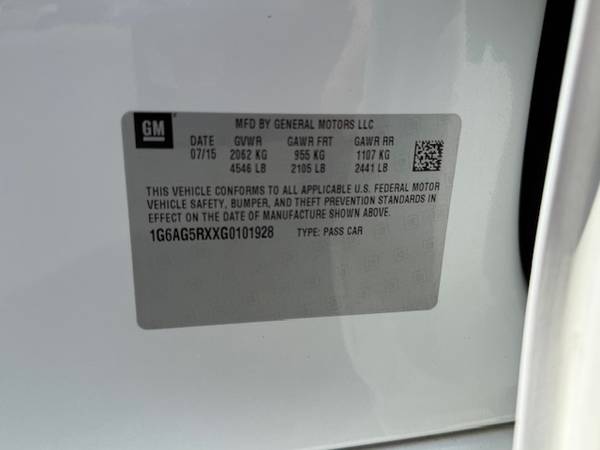 GM
MFD BY GENERAL MOTORS LLC
DATE GVWR GAWR FRT GAWR RR
07/15 2062 KG 955 KG 1107 KG
4546 LB 2105 LB 2441 LB
THIS VEHICLE CONFORMS TO ALL APPLICABLE U.S. FEDERAL MOTOR
VEHICLE SAFETY, BUMPER, AND THEFT PREVENTION STANDARDS IN
EFFECT ON THE DATE OF MANUFACTURE SHOWN ABOVE.
1G6AG5RXXG0101928 TYPE: PASS CAR